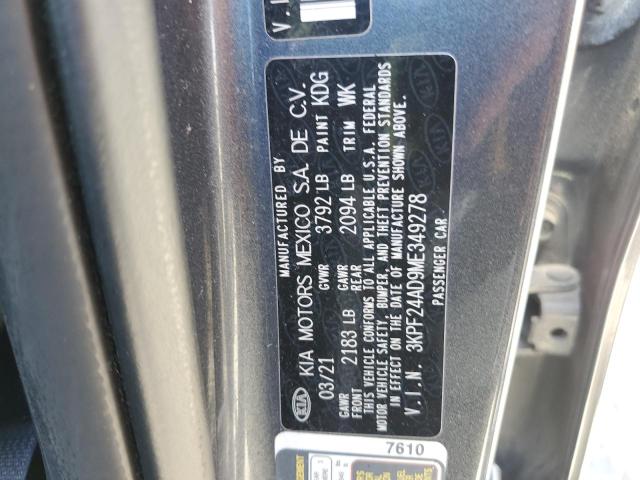 MANUFACTURED BY
KIA KIA MOTORS MEXICO S.A. DE C.V.
03/21 GVWR 3792 LB PAINT KDG
GAWR FRONT 2183 LB GAWR REAR 2094 LB TRIM WK
THIS VEHICLE CONFORMS TO ALL APPLICABLE U.S.A. FEDERAL
MOTOR VEHICLE SAFETY, BUMPER, AND THEFT PREVENTION STANDARDS
IN EFFECT ON THE DATE OF MANUFACTURE SHOWN ABOVE.
V.I.N. 3KPF24AD9ME349278
PASSENGER CAR
V.I.N
7610